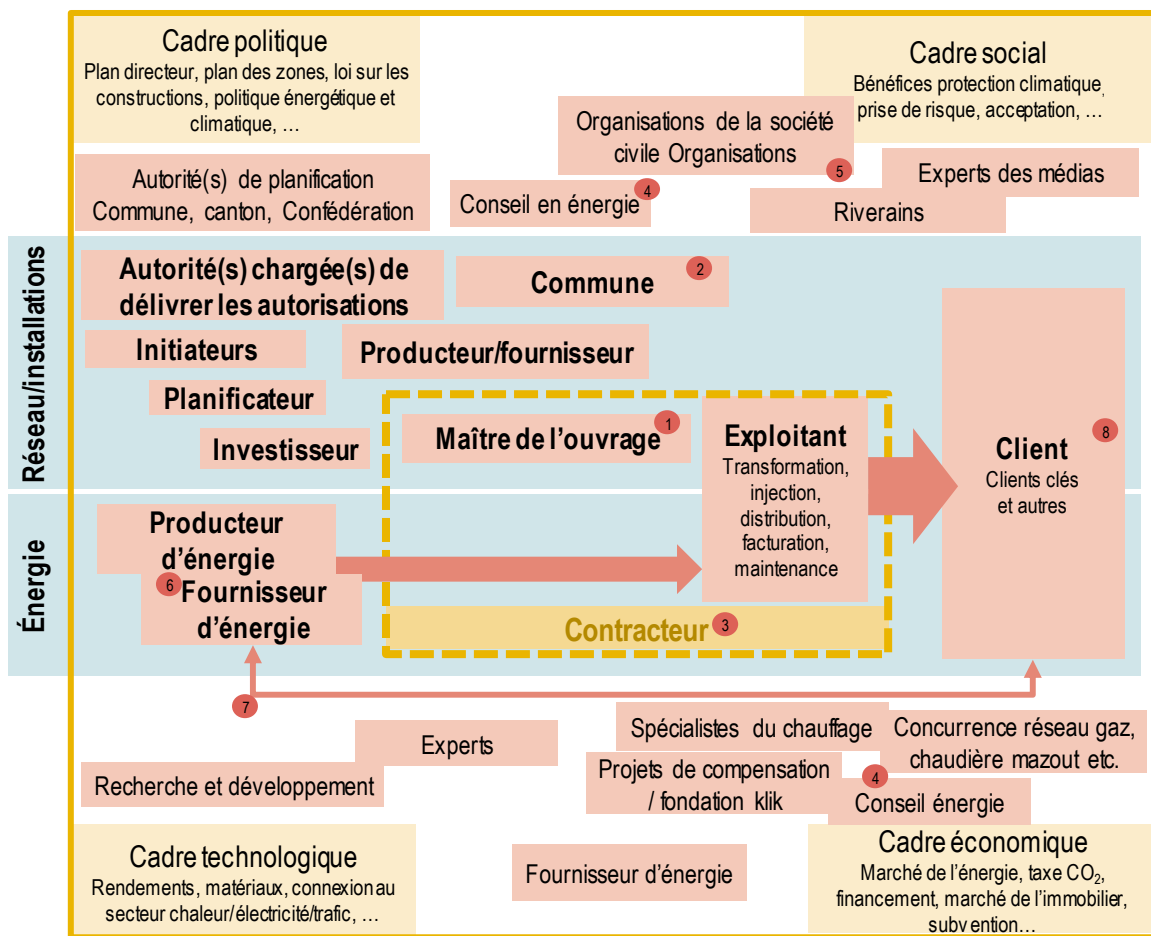 Cadre politique
Plan directeur, plan des zones, loi sur les
constructions, politique énergétique et
climatique, …
Cadre social
Bénéfices protection climatique,
prise de risque, acceptation, …
Organisations de la société
civile Organisations
5
Autorité(s) de planification
Commune, canton, Confédération
Conseil en énergie
4
Experts des médias
Riverains
Réseau/installations
Autorité(s) chargée(s) de
délivrer les autorisations
Commune
2
Initiateurs
Producteur/fournisseur
Planificateur
Investisseur
Maître de l'ouvrage
1
Exploitant
Transformation,
injection,
distribution,
facturation,
maintenance
Client
8
Clients clés
et autres
Énergie
Producteur
d'énergie
6
Fournisseur
d'énergie
Contracteur
3
7
Spécialistes du chauffage
Concurrence réseau gaz,
chaudière mazout etc.
Experts
Recherche et développement
Projets de compensation
/ fondation klik
4
Conseil énergie
Cadre technologique
Rendements, matériaux, connexion au
secteur chaleur/électricité/trafic, …
Fournisseur d'énergie
Cadre économique
Marché de l'énergie, taxe CO₂,
financement, marché de l'immobilier,
subvention…